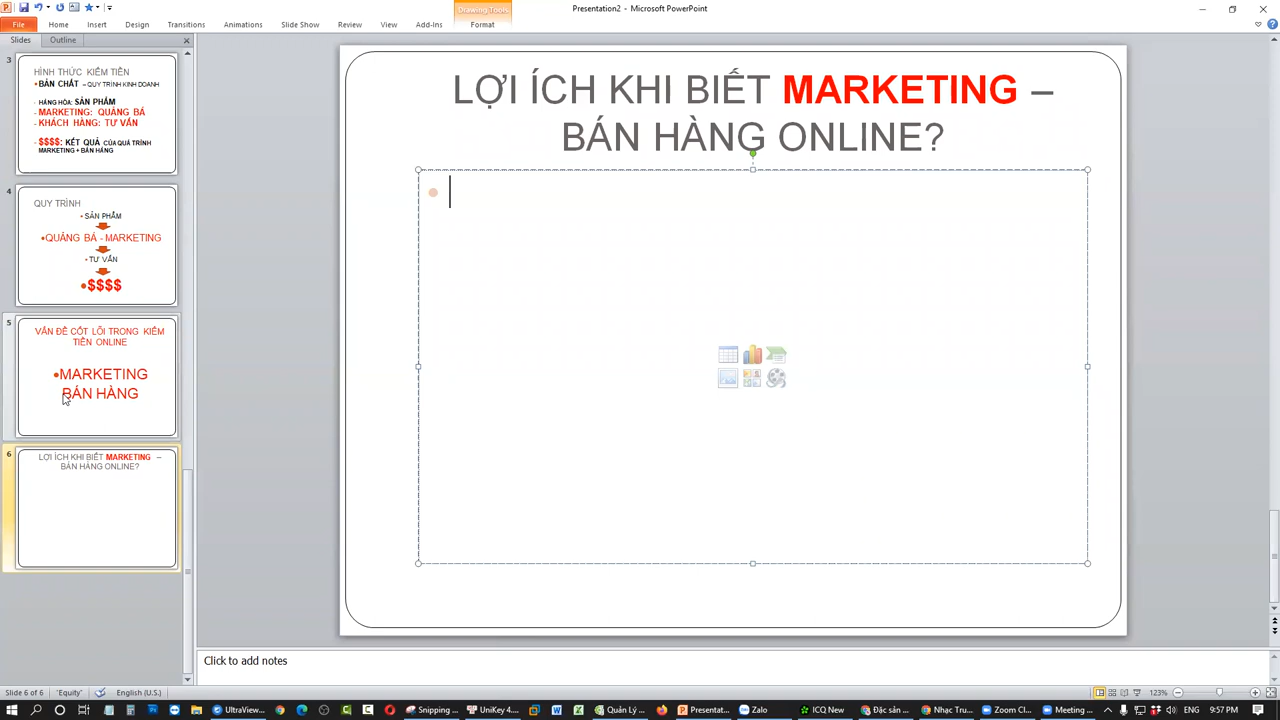 Drawing Tools
Presentation2 - Microsoft PowerPoint
File Home Insert Design Transitions Animations Slide Show Review View Add-Ins Format
Slides Outline
3
HÌNH THỨC KIẾM TIỀN
•BẢN CHẤT – QUY TRÌNH KINH DOANH
- HÀNG HÓA: SẢN PHẨM
- MARKETING: QUẢNG BÁ
- KHÁCH HÀNG: TƯ VẤN
- $$$$: KẾT QUẢ CỦA QUÁ TRÌNH
MARKETING + BÁN HÀNG
4
QUY TRÌNH
•SẢN PHẨM
•QUẢNG BÁ - MARKETING
•TƯ VẤN
•$$$$
5
VẤN ĐỀ CỐT LÕI TRONG KIẾM
TIỀN ONLINE
•MARKETING
BÁN HÀNG
6
LỢI ÍCH KHI BIẾT MARKETING –
BÁN HÀNG ONLINE?
LỢI ÍCH KHI BIẾT MARKETING –
BÁN HÀNG ONLINE?
Click to add notes
Slide 6 of 6 "Equity" English (U.S.) 123%
UltraView... Snipping ... UniKey 4.... Quản Lý ... Presentat... Zalo ICQ New Đặc sản ... Nhạc Tru... Zoom Cl... Meeting ... ENG 9:57 PM